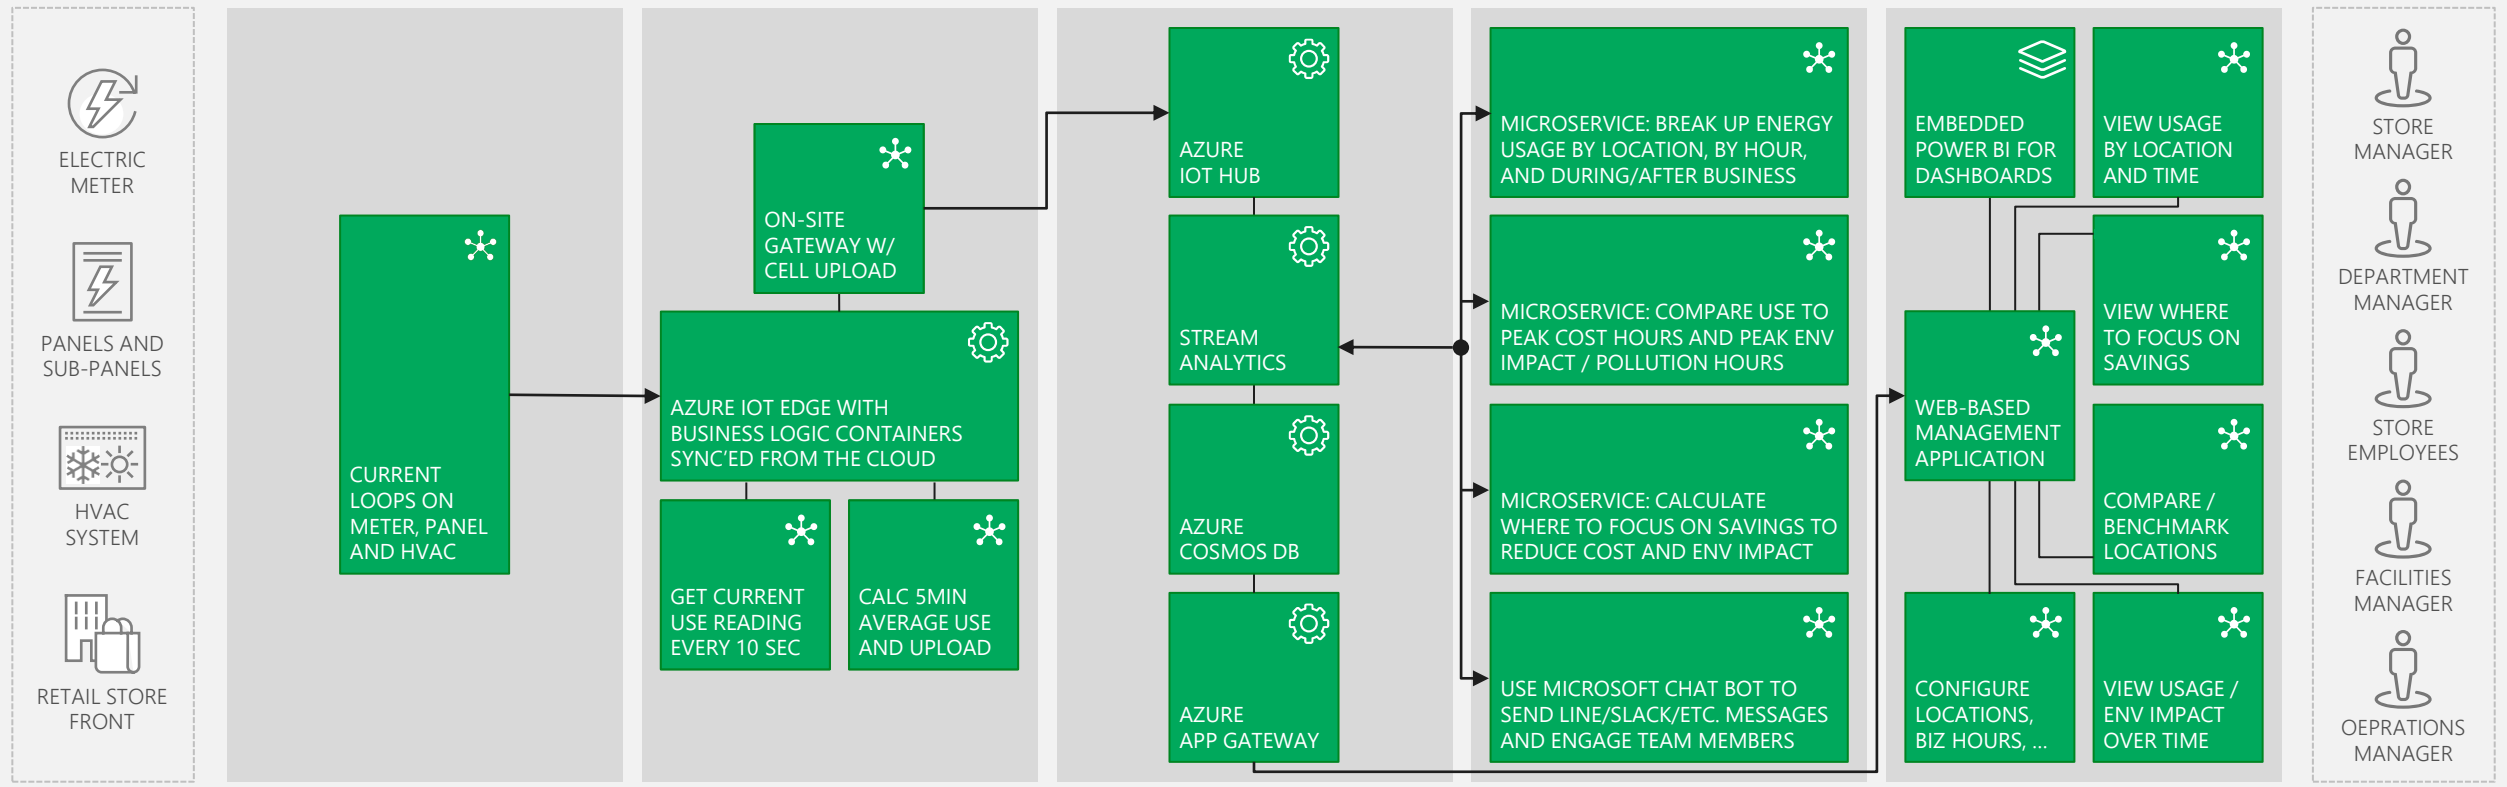 ELECTRIC
METER
PANELS AND
SUB-PANELS
HVAC
SYSTEM
RETAIL STORE
FRONT
CURRENT
LOOPS ON
METER, PANEL
AND HVAC
ON-SITE
GATEWAY W/
CELL UPLOAD
AZURE IOT EDGE WITH
BUSINESS LOGIC CONTAINERS
SYNC’ED FROM THE CLOUD
GET CURRENT
USE READING
EVERY 10 SEC
CALC 5MIN
AVERAGE USE
AND UPLOAD
AZURE
IOT HUB
STREAM
ANALYTICS
AZURE
COSMOS DB
AZURE
APP GATEWAY
MICROSERVICE: BREAK UP ENERGY
USAGE BY LOCATION, BY HOUR,
AND DURING/AFTER BUSINESS
MICROSERVICE: COMPARE USE TO
PEAK COST HOURS AND PEAK ENV
IMPACT / POLLUTION HOURS
MICROSERVICE: CALCULATE
WHERE TO FOCUS ON SAVINGS TO
REDUCE COST AND ENV IMPACT
USE MICROSOFT CHAT BOT TO
SEND LINE/SLACK/ETC. MESSAGES
AND ENGAGE TEAM MEMBERS
EMBEDDED
POWER BI FOR
DASHBOARDS
VIEW USAGE
BY LOCATION
AND TIME
VIEW WHERE
TO FOCUS ON
SAVINGS
WEB-BASED
MANAGEMENT
APPLICATION
COMPARE /
BENCHMARK
LOCATIONS
CONFIGURE
LOCATIONS,
BIZ HOURS, ...
VIEW USAGE /
ENV IMPACT
OVER TIME
STORE
MANAGER
DEPARTMENT
MANAGER
STORE
EMPLOYEES
FACILITIES
MANAGER
OEPRATIONS
MANAGER